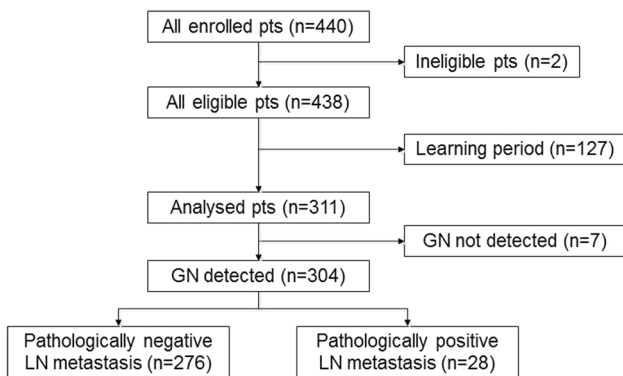 All enrolled pts (n=440)
Ineligible pts (n=2)
All eligible pts (n=438)
Learning period (n=127)
Analysed pts (n=311)
GN not detected (n=7)
GN detected (n=304)
Pathologically negative
LN metastasis (n=276)
Pathologically positive
LN metastasis (n=28)